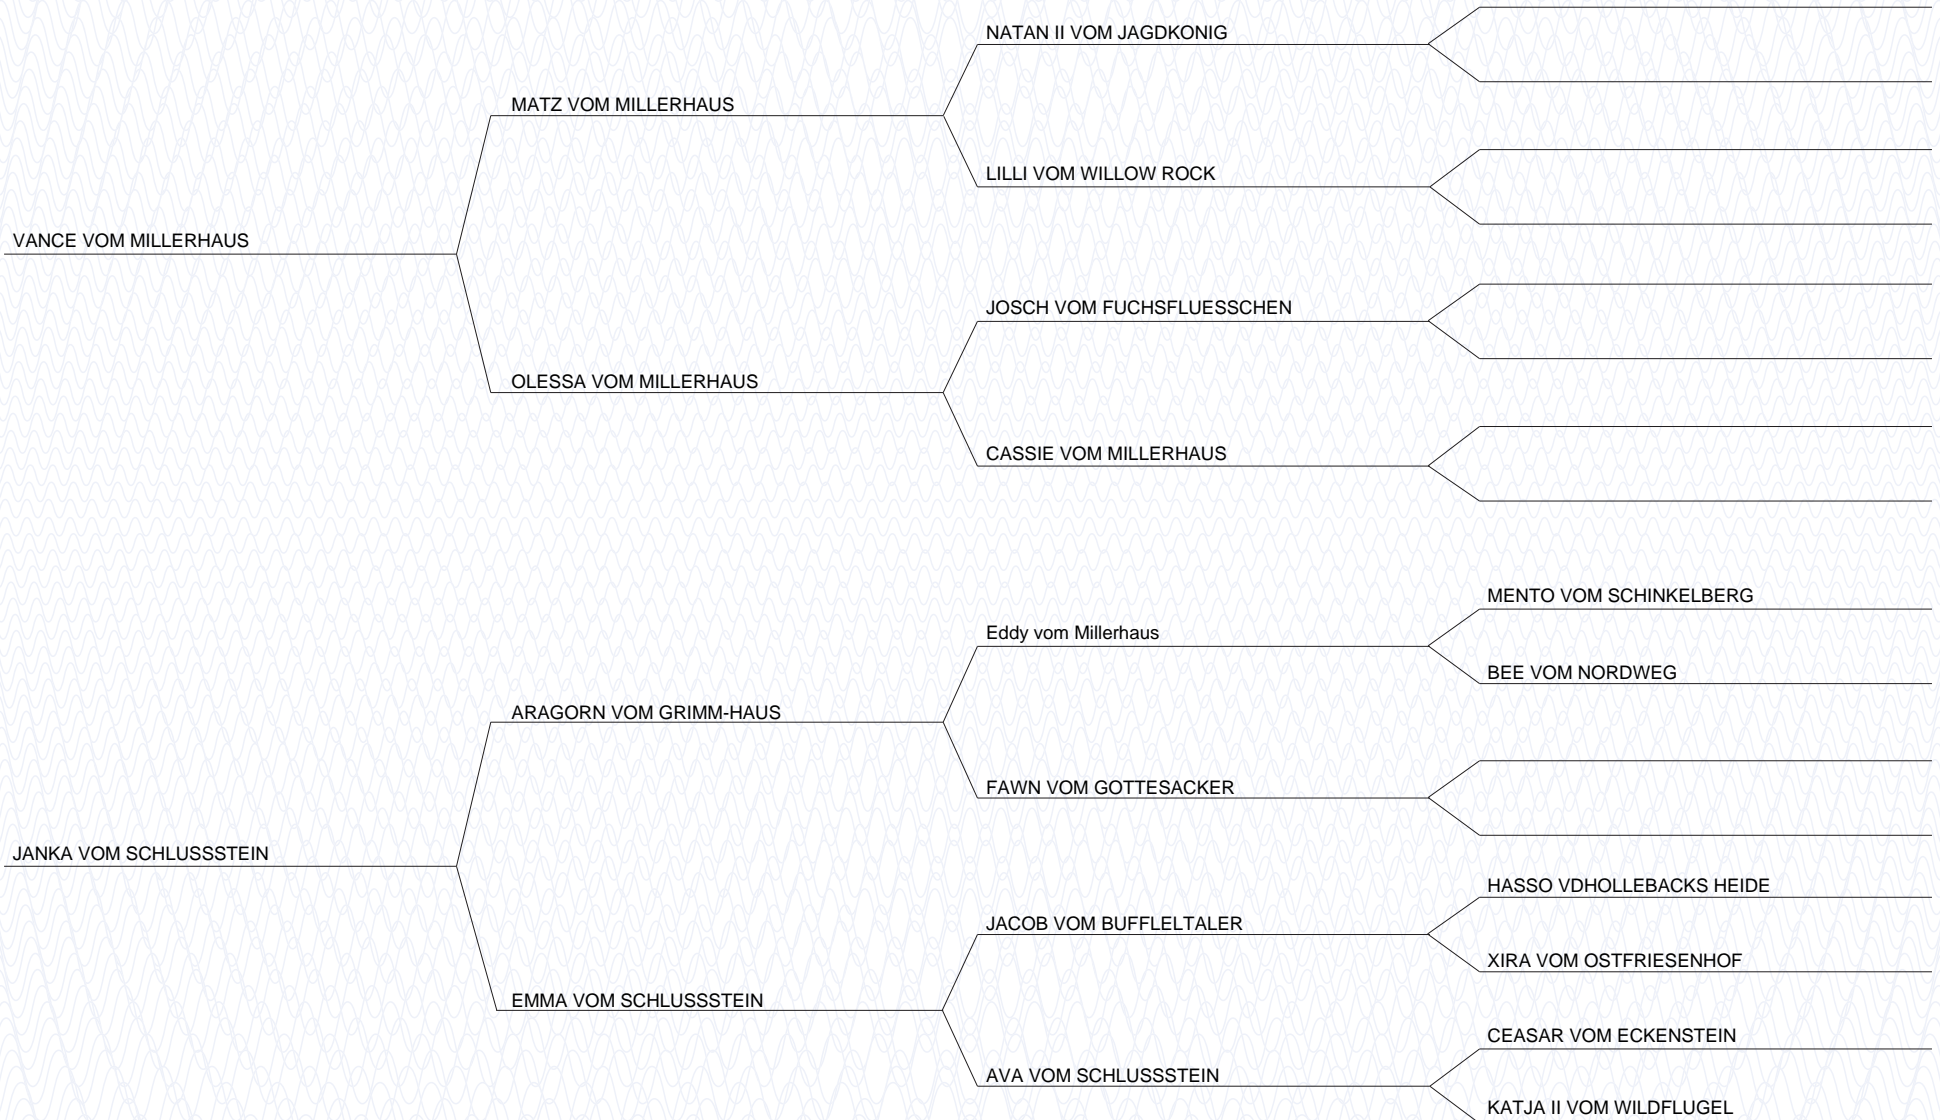 NATAN II VOM JAGDKONIG
MATZ VOM MILLERHAUS
LILLI VOM WILLOW ROCK
VANCE VOM MILLERHAUS
JOSCH VOM FUCHSFLUESSCHEN
OLESSA VOM MILLERHAUS
CASSIE VOM MILLERHAUS
MENTO VOM SCHINKELBERG
Eddy vom Millerhaus
BEE VOM NORDWEG
ARAGORN VOM GRIMM-HAUS
FAWN VOM GOTTESACKER
JANKA VOM SCHLUSSSTEIN
HASSO VDHOLLEBACKS HEIDE
JACOB VOM BUFFLELTALER
XIRA VOM OSTFRIESENHOF
EMMA VOM SCHLUSSSTEIN
CEASAR VOM ECKENSTEIN
AVA VOM SCHLUSSSTEIN
KATJA II VOM WILDFLUGEL